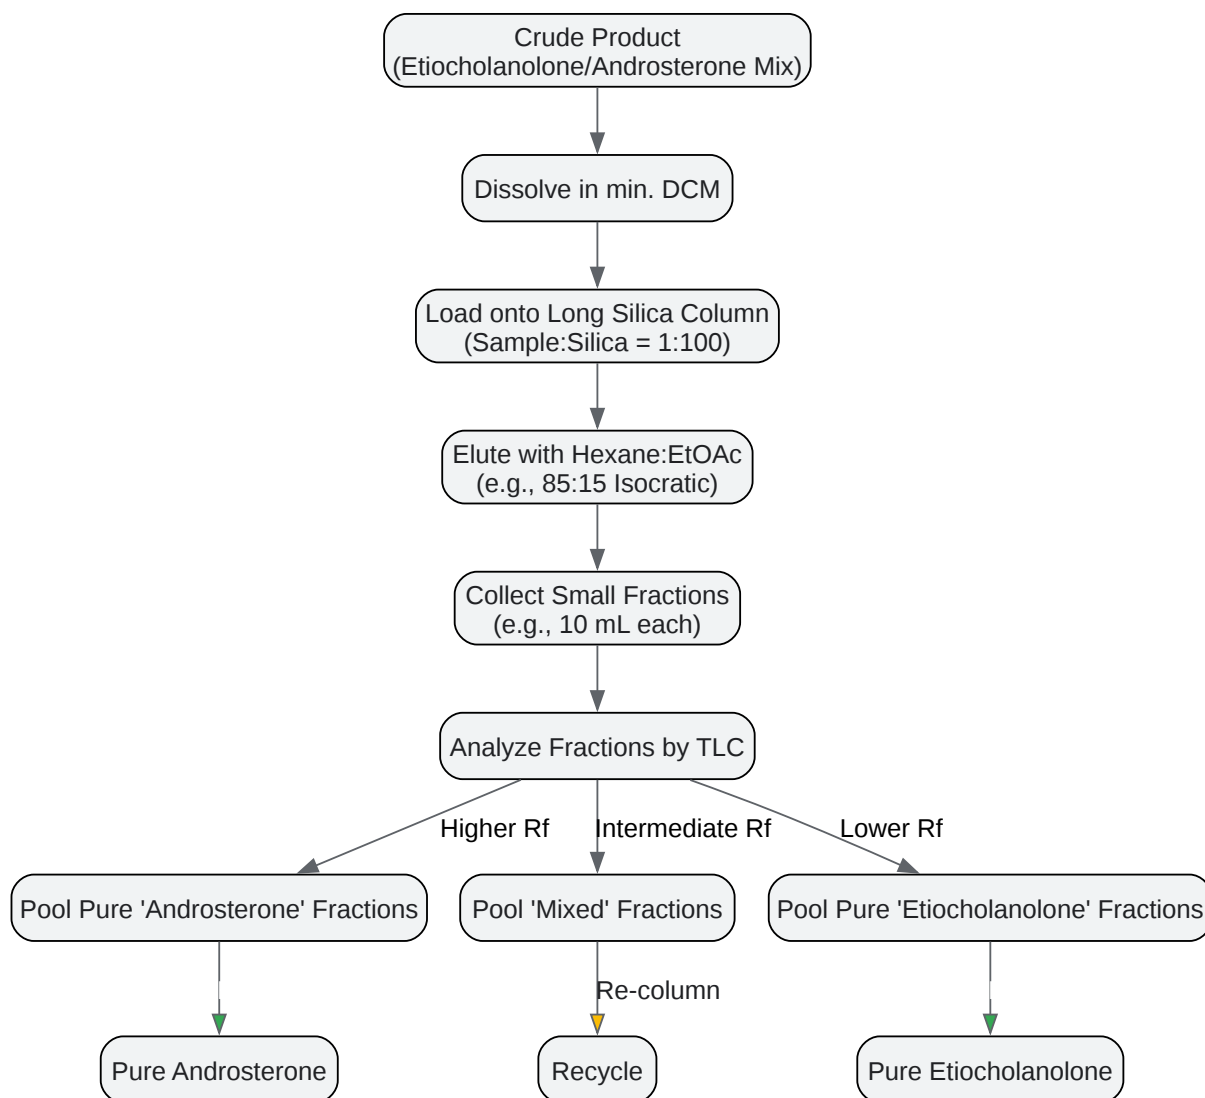 Crude Product
(Etiocholanolone/Androsterone Mix)
Dissolve in min. DCM
Load onto Long Silica Column
(Sample:Silica = 1:100)
Elute with Hexane:EtOAc
(e.g., 85:15 Isocratic)
Collect Small Fractions
(e.g., 10 mL each)
Analyze Fractions by TLC
Higher Rf
Intermediate Rf
Lower Rf
Pool Pure 'Androsterone' Fractions
Pool 'Mixed' Fractions
Pool Pure 'Etiocholanolone' Fractions
Re-column
Pure Androsterone
Recycle
Pure Etiocholanolone